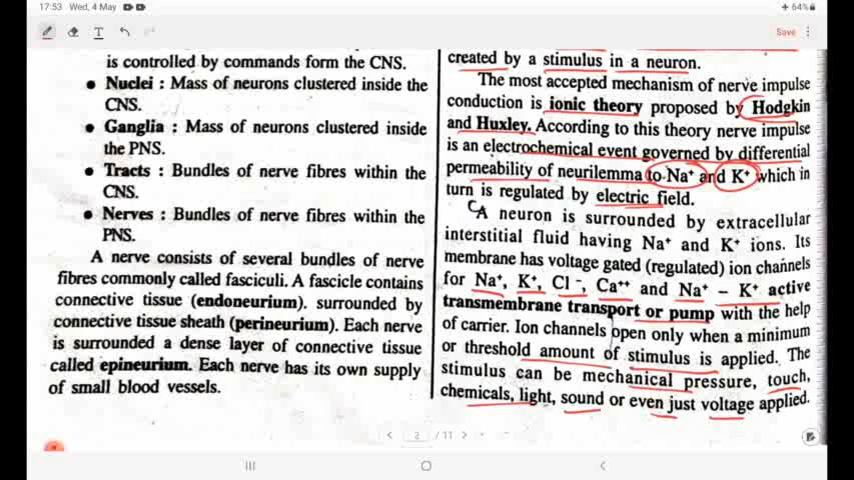 17:53 Wed, 4 May
64%
T
Save
is controlled by commands form the CNS.
• Nuclei : Mass of neurons clustered inside the
CNS.
• Ganglia : Mass of neurons clustered inside
the PNS.
• Tracts : Bundles of nerve fibres within the
CNS.
• Nerves : Bundles of nerve fibres within the
PNS.
A nerve consists of several bundles of nerve
fibres commonly called fasciculi. A fascicle contains
connective tissue (endoneurium). surrounded by
connective tissue sheath (perineurium). Each nerve
is surrounded a dense layer of connective tissue
called epineurium. Each nerve has its own supply
of small blood vessels.
created by a stimulus in a neuron.
The most accepted mechanism of nerve impulse
conduction is ionic theory proposed by Hodgkin
and Huxley. According to this theory nerve impulse
is an electrochemical event governed by differential
permeability of neurilemma to Na⁺ and K⁺ which in
turn is regulated by electric field.
A neuron is surrounded by extracellular
interstitial fluid having Na⁺ and K⁺ ions. Its
membrane has voltage gated (regulated) ion channels
for Na⁺, K⁺, Cl⁻, Ca⁺⁺ and Na⁺ – K⁺ active
transmembrane transport or pump with the help
of carrier. Ion channels open only when a minimum
or threshold amount of stimulus is applied. The
stimulus can be mechanical pressure, touch,
chemicals, light, sound or even just voltage applied.
2 / 11